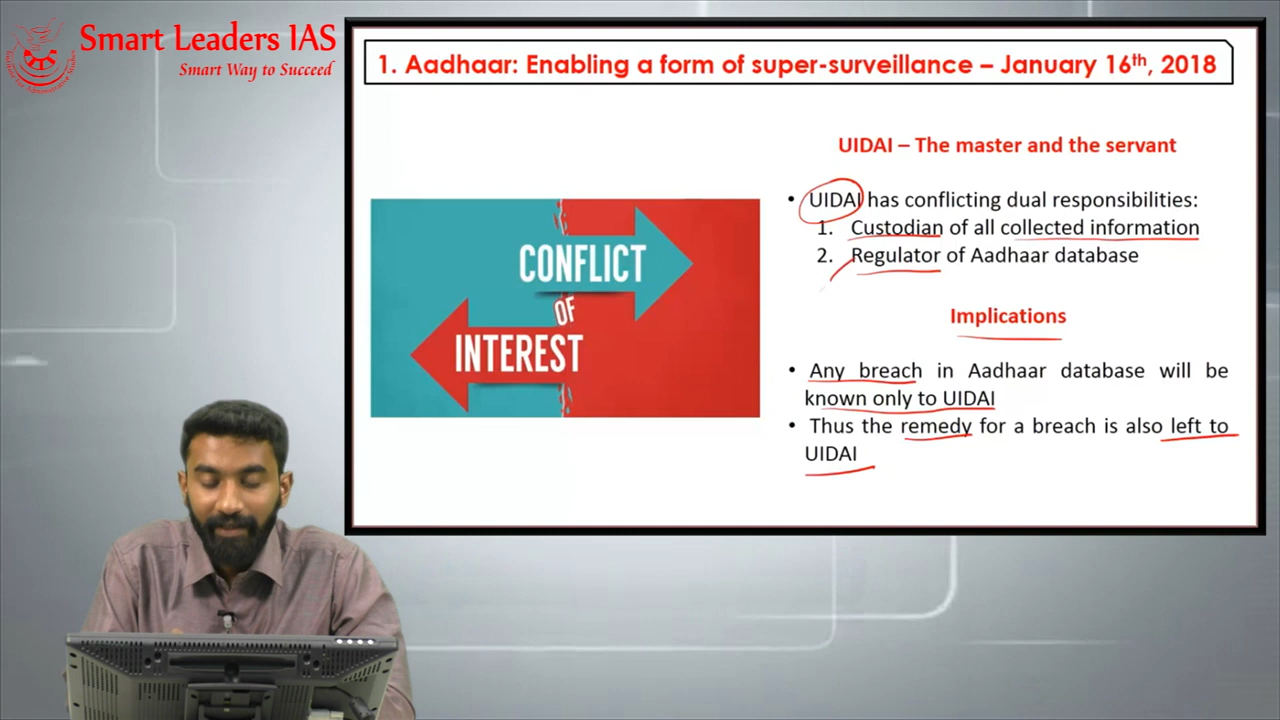 Smart Leaders IAS
Smart Way to Succeed
1. Aadhaar: Enabling a form of super-surveillance – January 16th, 2018
UIDAI – The master and the servant
• UIDAI has conflicting dual responsibilities:
1. Custodian of all collected information
2. Regulator of Aadhaar database
CONFLICT
OF
INTEREST
Implications
• Any breach in Aadhaar database will be
known only to UIDAI
• Thus the remedy for a breach is also left to
UIDAI